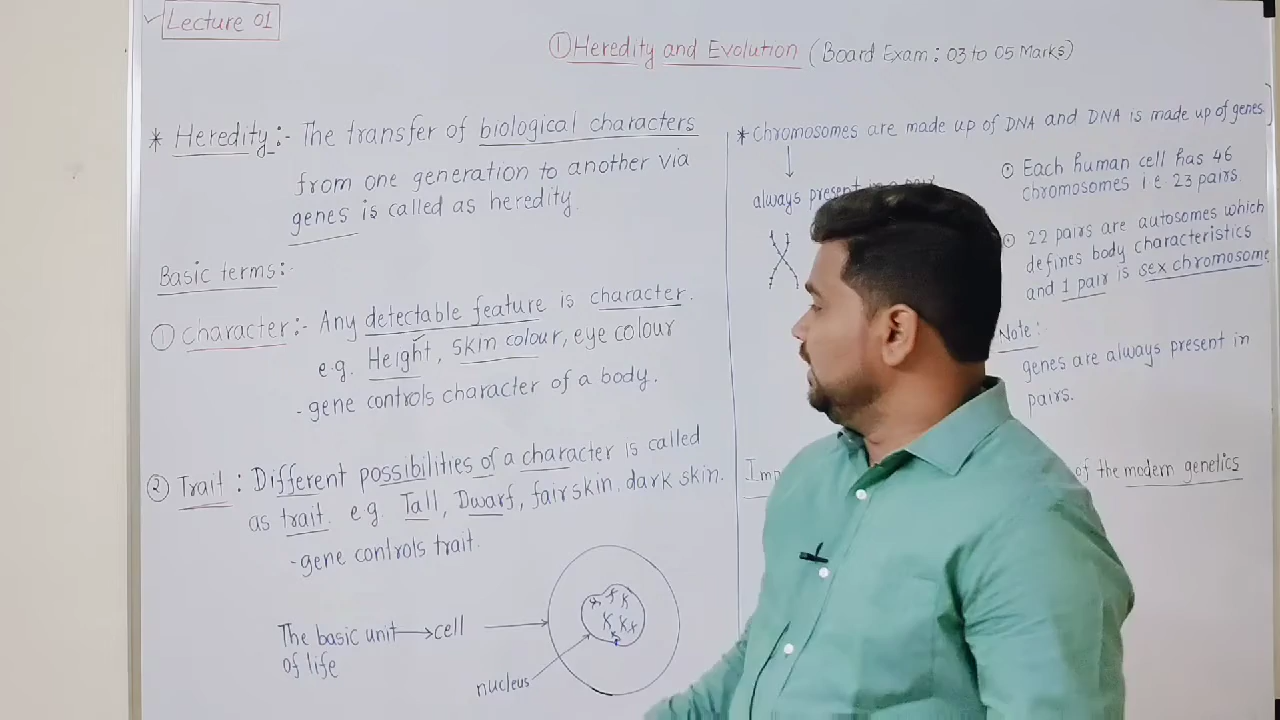 Lecture 01
① Heredity and Evolution (Board Exam: 03 to 05 Marks)
* Heredity :- The transfer of biological characters
from one generation to another via
genes is called as heredity.
Basic terms:-
① Character:- Any detectable feature is character.
e.g. Height, skin colour, eye colour
- gene controls character of a body.
② Trait : Different possibilities of a character is called
as trait. e.g Tall, Dwarf, fair skin, dark skin.
- gene controls trait.
The basic unit → cell
of life
nucleus
* Chromosomes are made up of DNA and DNA is made up of genes.
always present in a pair
Each human cell has 46
chromosomes i.e. 23 pairs.
22 pairs are autosomes which
defines body characteristics
and 1 pair is sex chromosome
Note:-
genes are always present in
pairs.
of the modern genetics